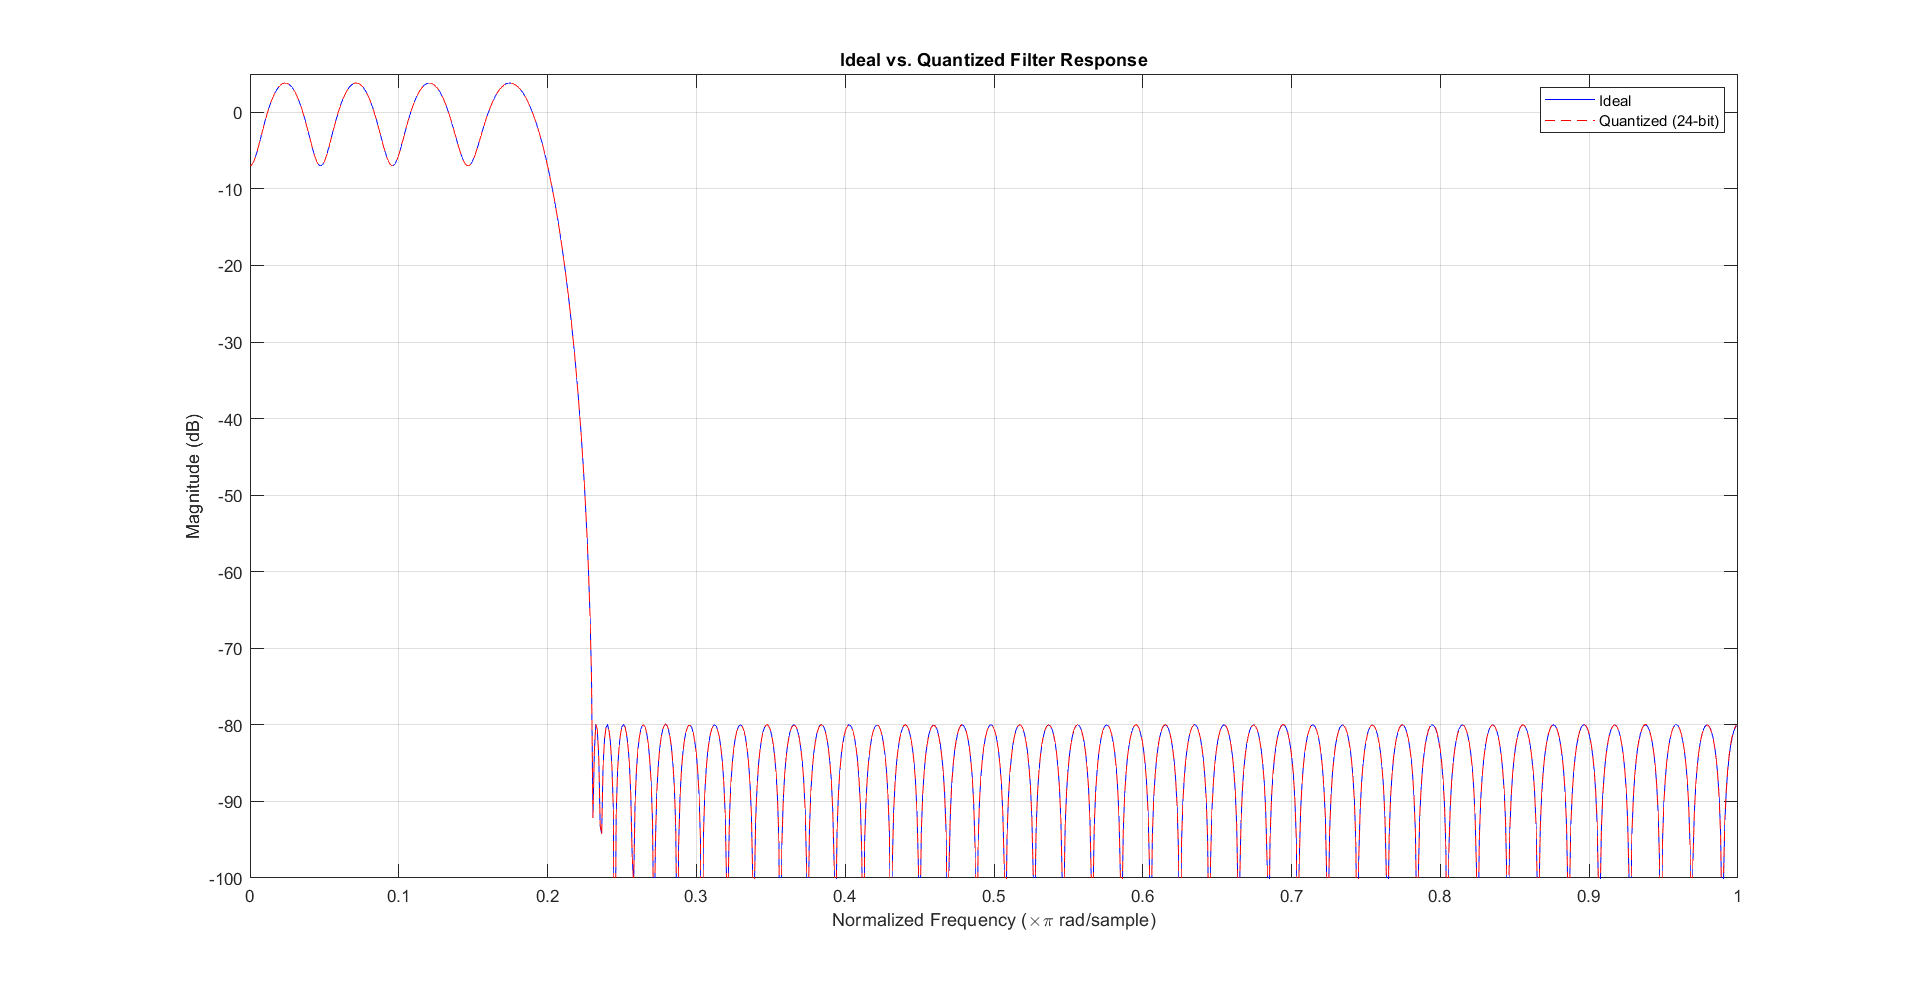 Ideal vs. Quantized Filter Response
Ideal
Quantized (24-bit)
Magnitude (dB)
0
-10
-20
-30
-40
-50
-60
-70
-80
-90
-100
0 0.1 0.2 0.3 0.4 0.5 0.6 0.7 0.8 0.9 1
Normalized Frequency (×π rad/sample)